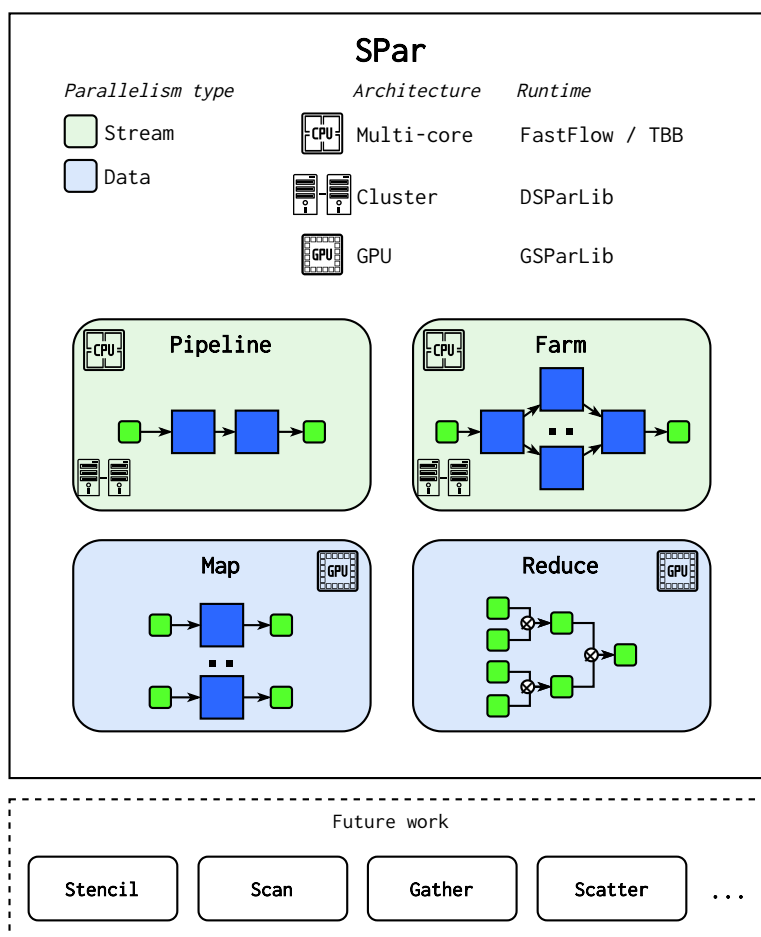 SPar
Parallelism type Architecture Runtime
Stream CPU Multi-core FastFlow / TBB
Data
Cluster DSParLib
GPU GPU GSParLib
CPU Pipeline CPU Farm
Map GPU Reduce GPU
Future work
Stencil Scan Gather Scatter ...